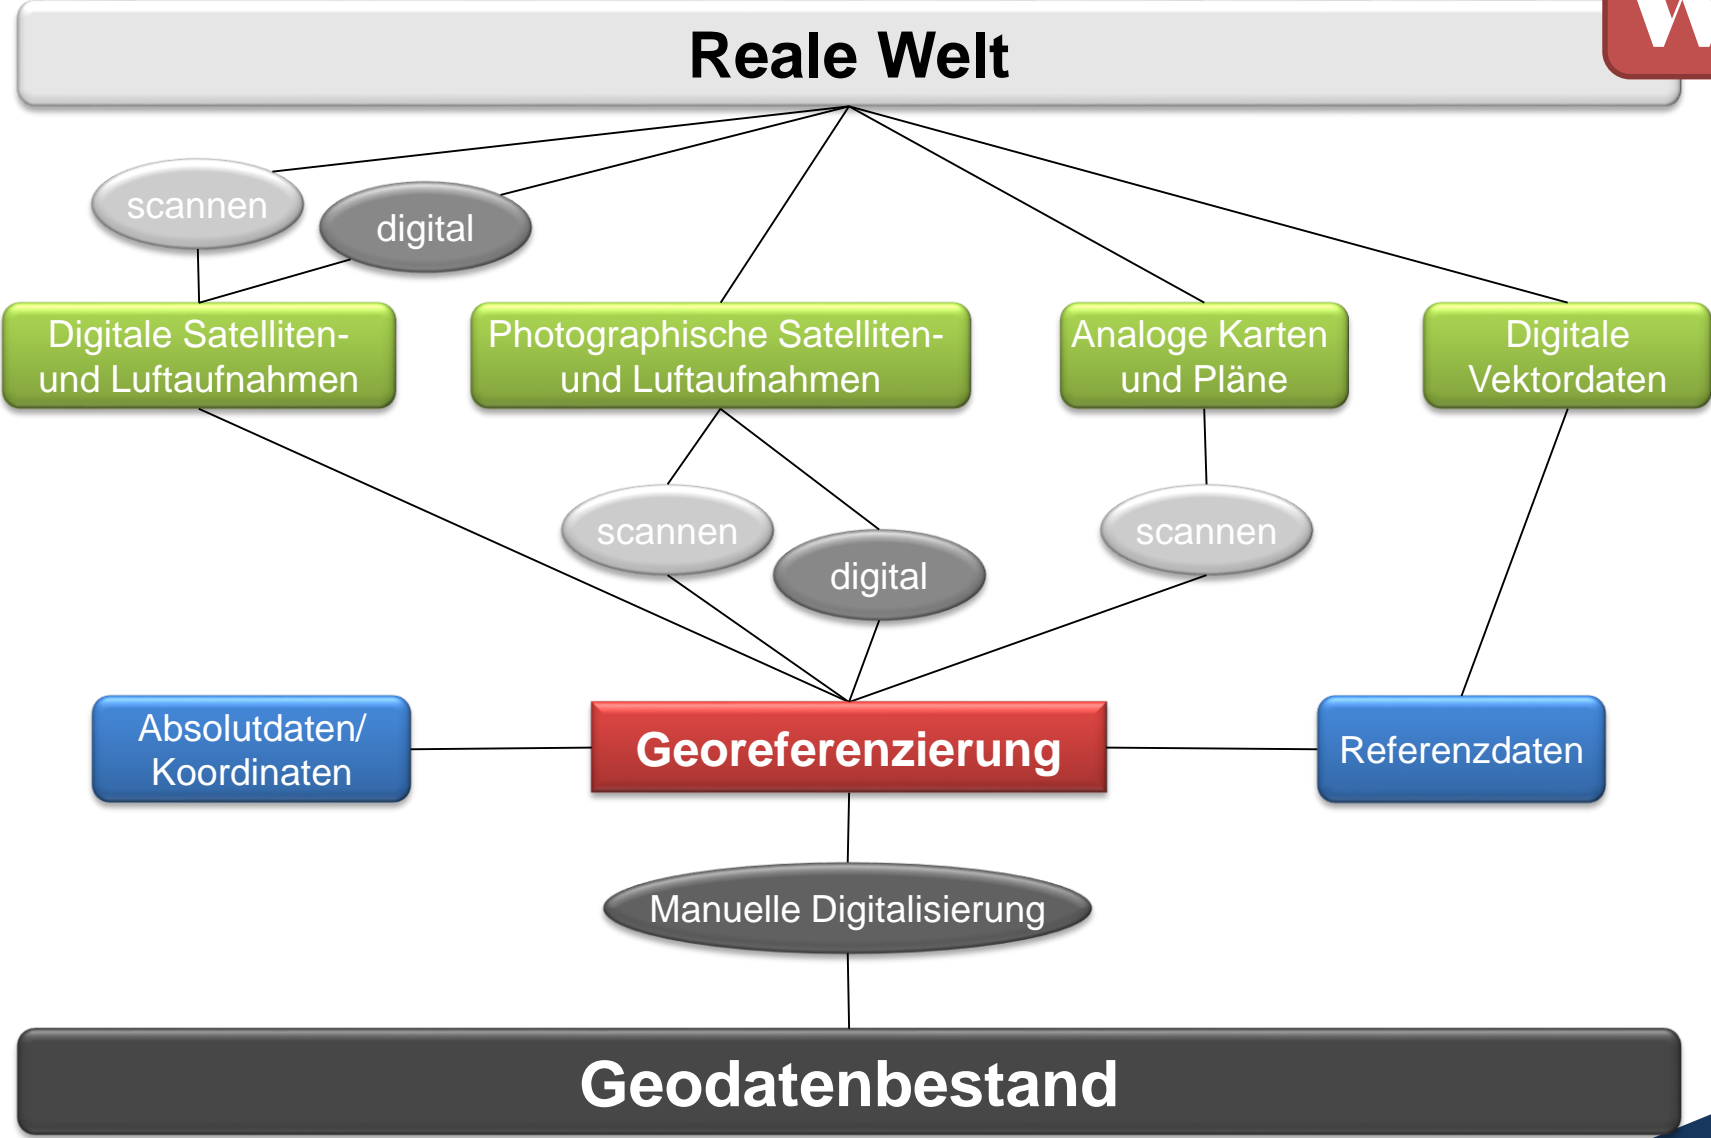 Reale Welt
scannen
digital
Digitale Satelliten-
und Luftaufnahmen
Photographische Satelliten-
und Luftaufnahmen
Analoge Karten
und Pläne
Digitale
Vektordaten
scannen
digital
scannen
Absolutdaten/
Koordinaten
Georeferenzierung
Referenzdaten
Manuelle Digitalisierung
Geodatenbestand